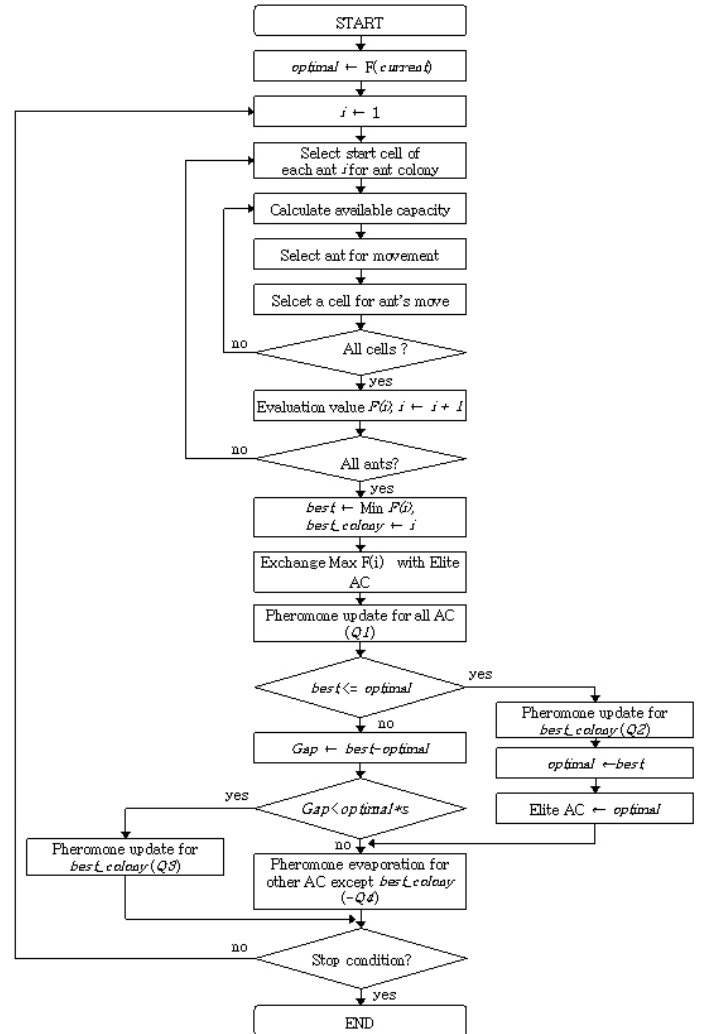 START
optimal ← F(current)
i ← 1
Select start cell of
each ant i for ant colony
Calculate available capacity
Select ant for movement
Selcet a cell for ant's move
no
All cells ?
yes
Evaluation value F(i), i ← i + 1
no
All ants?
yes
best ← Min F(i),
best_colony ← i
Exchange Max F(i) with Elite
AC
Pheromone update for all AC
(Q1)
best<= optimal
yes
no
Pheromone update for
best_colony (Q2)
Gap ← best-optimal
optimal ←best
yes
Gap<optimal*s
Elite AC ← optimal
no
Pheromone update for
best_colony (Q3)
Pheromone evaporation for
other AC except best_colony
(-Q4)
no
Stop condition?
yes
END